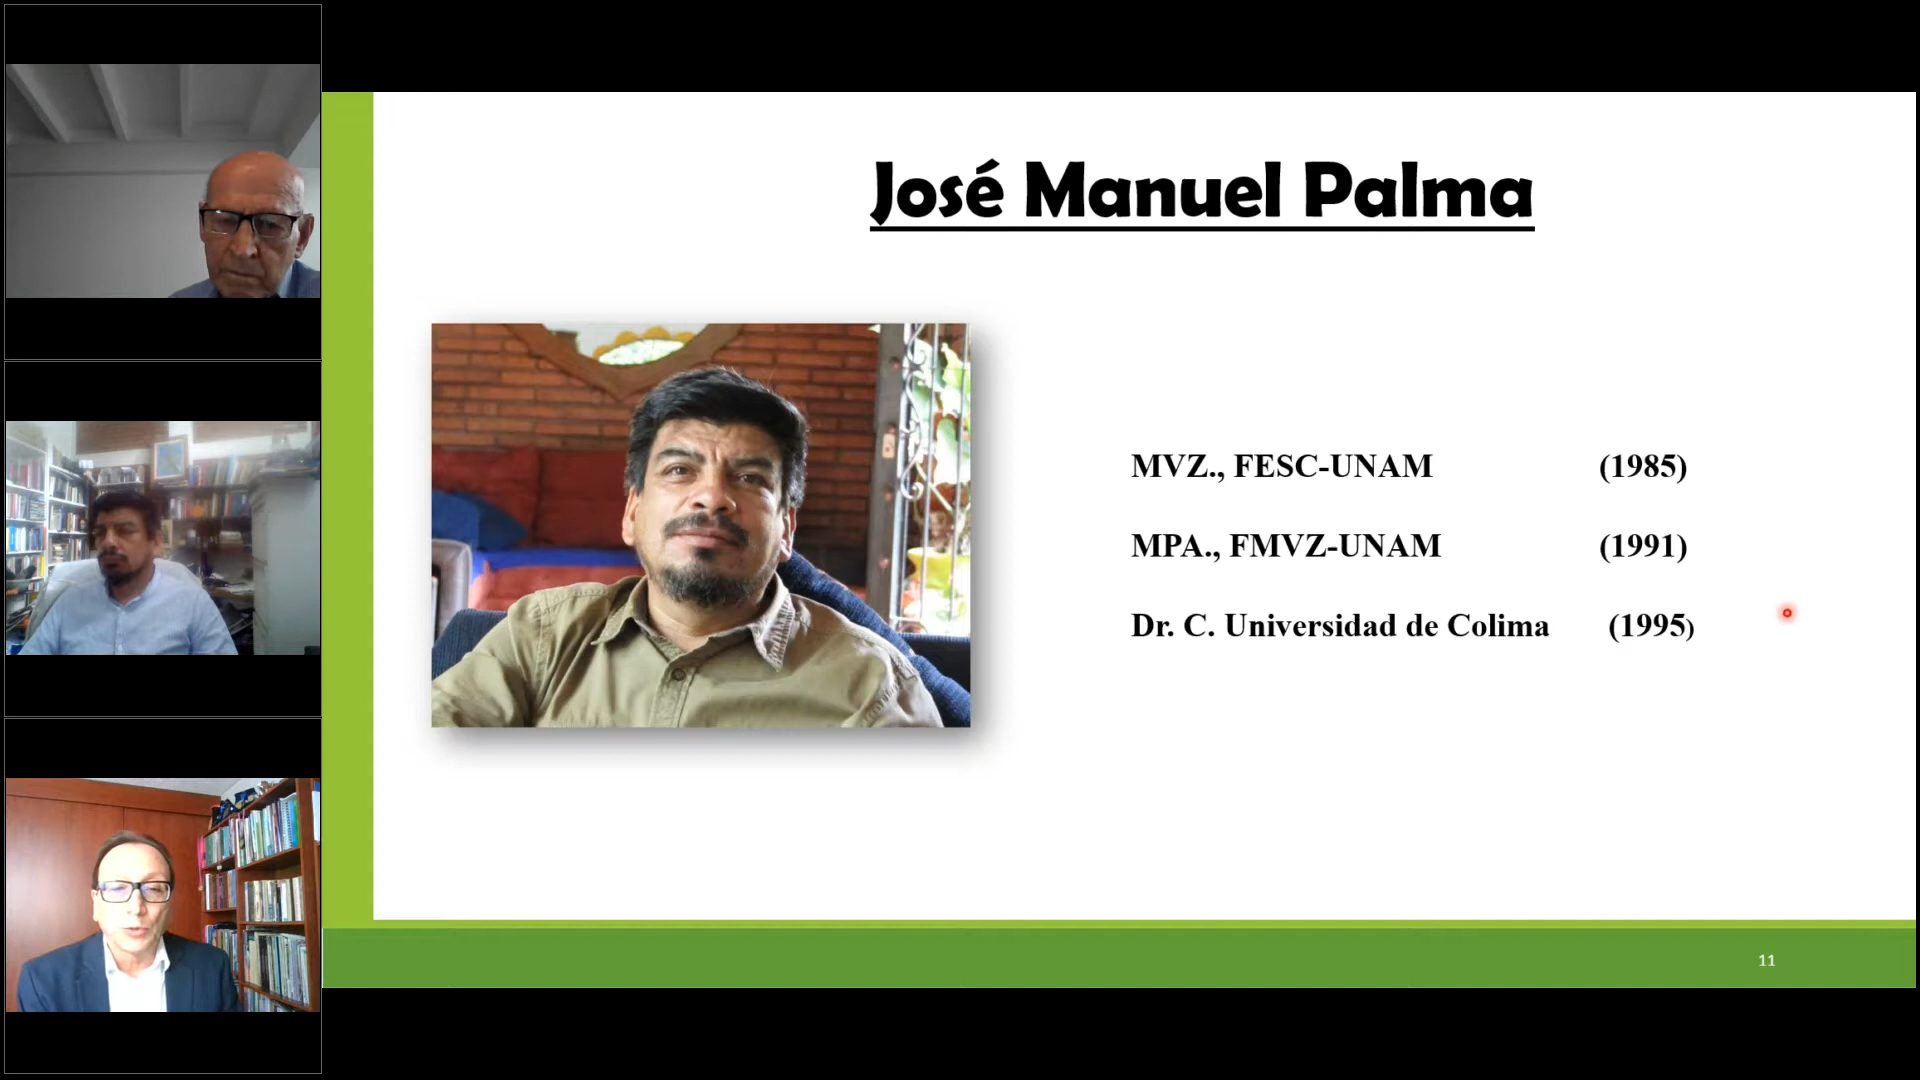 José Manuel Palma
MVZ., FESC-UNAM (1985)
MPA., FMVZ-UNAM (1991)
Dr. C. Universidad de Colima (1995)
11